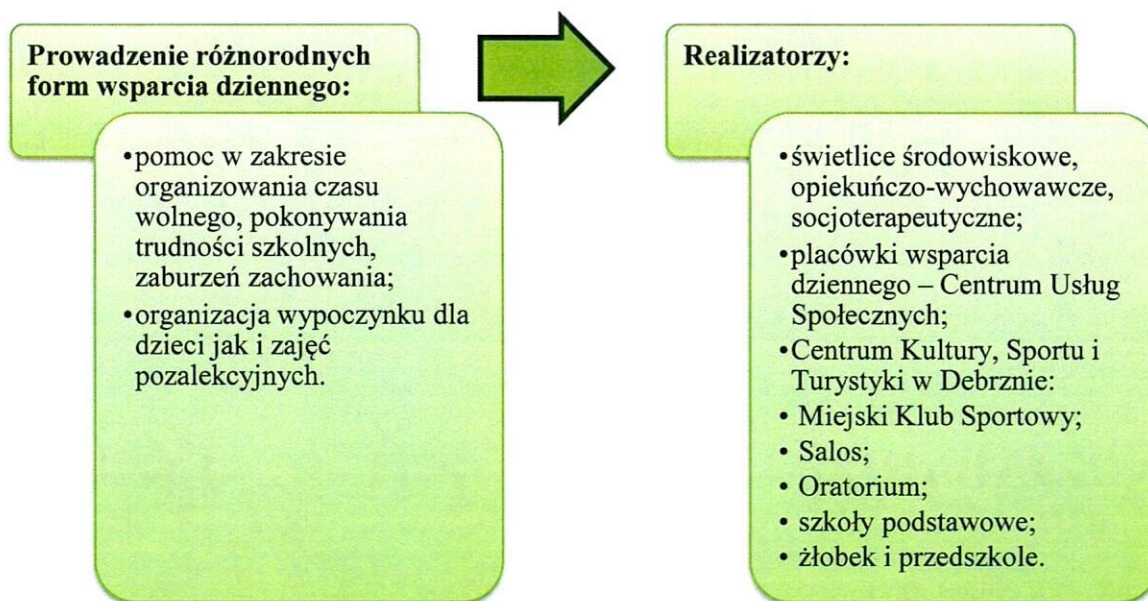 Prowadzenie różnorodnych
form wsparcia dziennego:
•pomoc w zakresie
organizowania czasu
wolnego, pokonywania
trudności szkolnych,
zaburzeń zachowania;
•organizacja wypoczynku dla
dzieci jak i zajęć
pozalekcyjnych.
Realizatorzy:
•świetlice środowiskowe,
opiekuńczo-wychowawcze,
socjoterapeutyczne;
•placówki wsparcia
dziennego – Centrum Usług
Społecznych;
•Centrum Kultury, Sportu i
Turystyki w Debrznie:
• Miejski Klub Sportowy;
• Salos;
• Oratorium;
• szkoły podstawowe;
• żłobek i przedszkole.